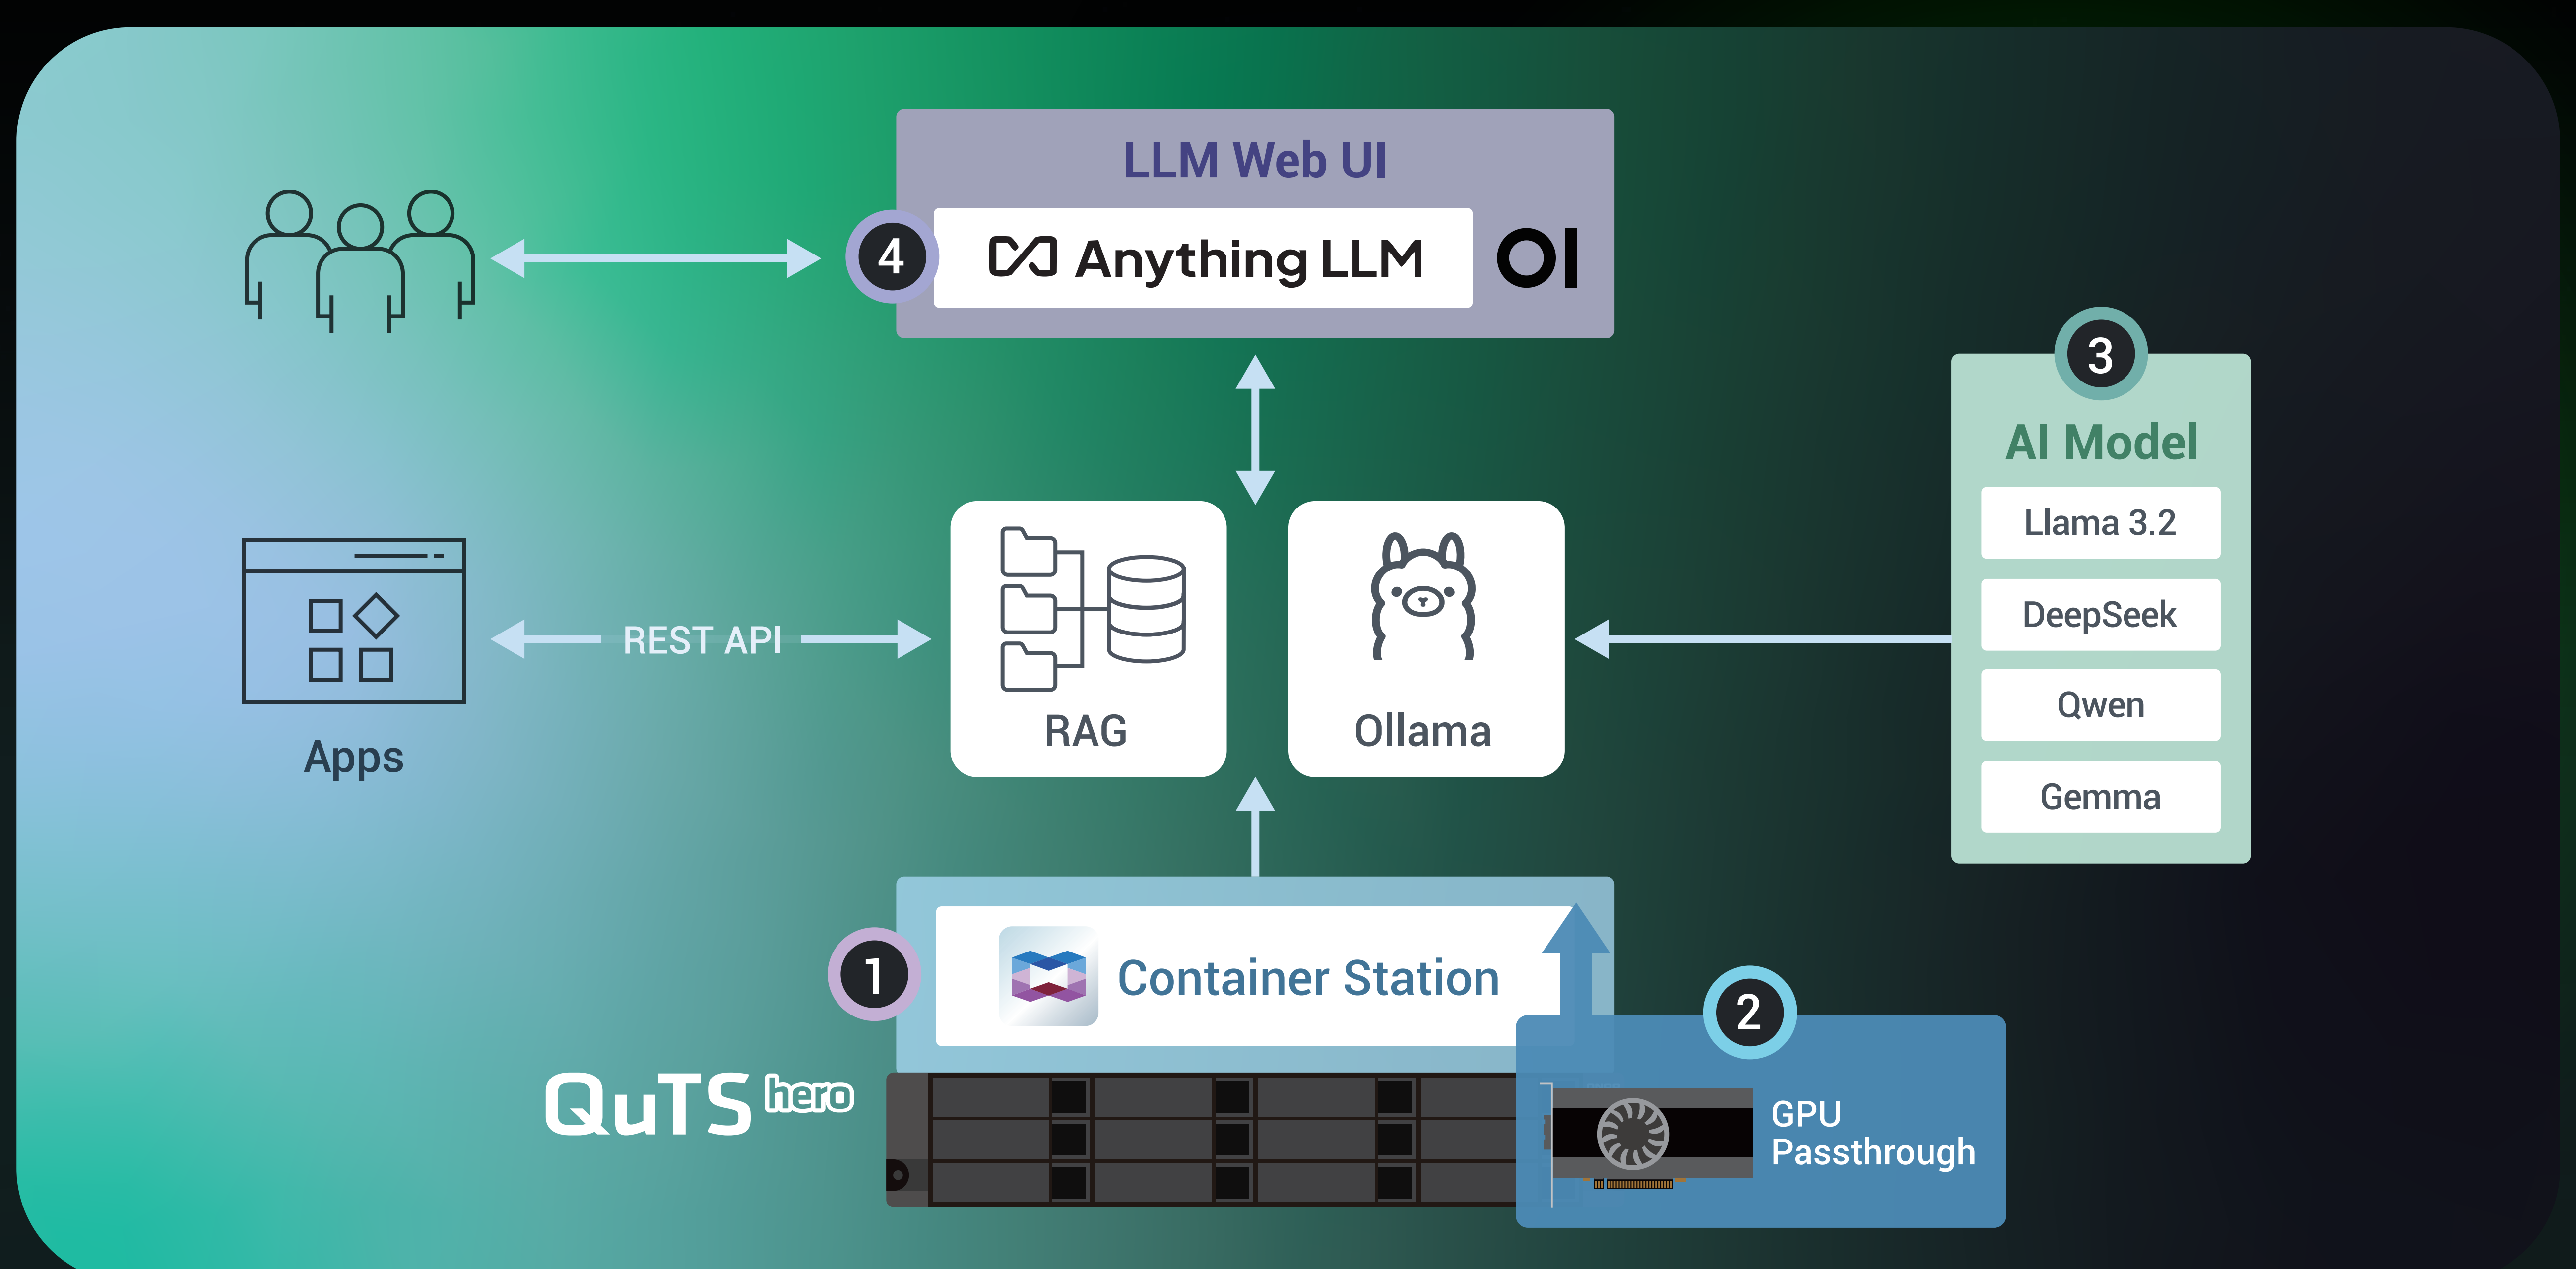 LLM Web UI
4
Anything LLM
OI
3
AI Model
Llama 3.2
DeepSeek
Qwen
Gemma
REST API
Apps
RAG
Ollama
1
Container Station
2
QuTS hero
GPU
Passthrough